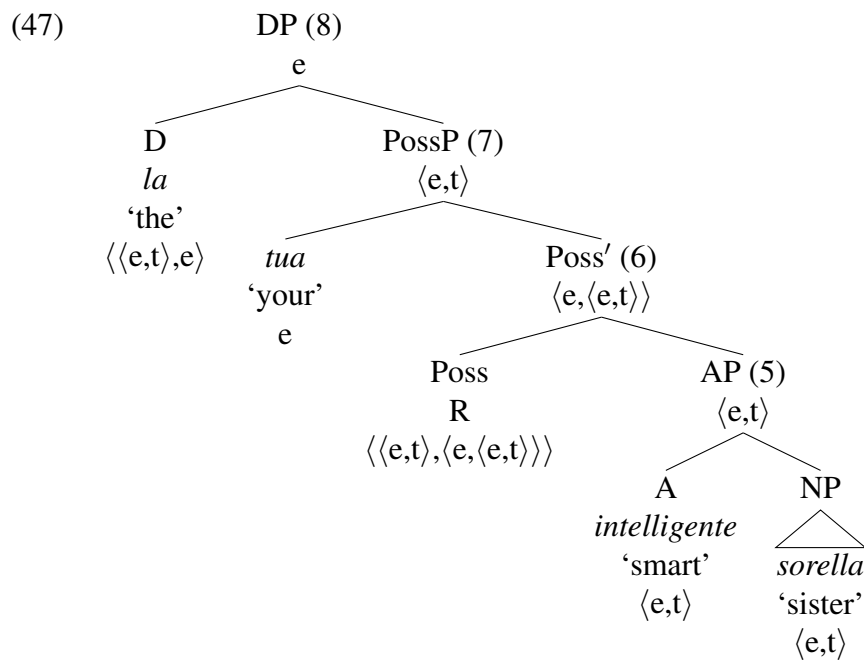 (47) DP (8)
e
D PossP (7)
la ⟨e,t⟩
‘the’
⟨⟨e,t⟩,e⟩ tua Poss′ (6)
‘your’ ⟨e,⟨e,t⟩⟩
e
Poss AP (5)
R ⟨e,t⟩
⟨⟨e,t⟩,⟨e,⟨e,t⟩⟩⟩
A NP
intelligente
‘smart’ sorella
⟨e,t⟩ ‘sister’
⟨e,t⟩